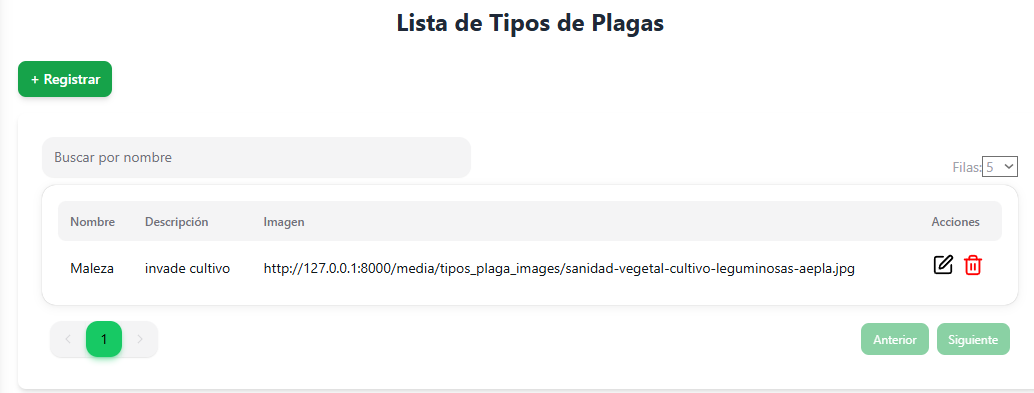 Lista de Tipos de Plagas
+ Registrar
Buscar por nombre
Filas: 5
Nombre Descripción Imagen Acciones
Maleza invade cultivo http://127.0.0.1:8000/media/tipos_plaga_images/sanidad-vegetal-cultivo-leguminosas-aepla.jpg
1 Anterior Siguiente